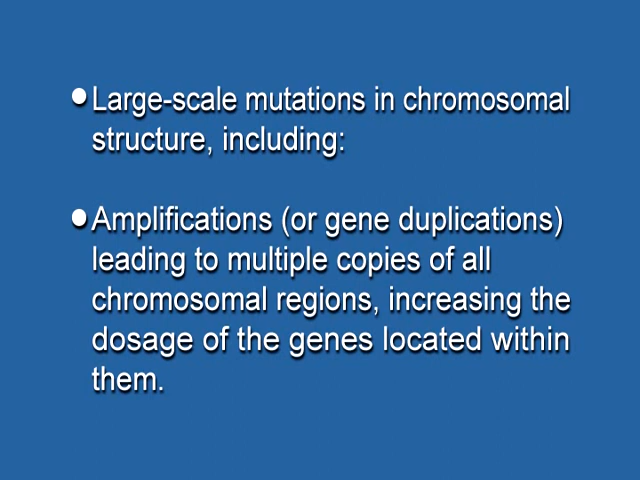 •Large-scale mutations in chromosomal
structure, including:
•Amplifications (or gene duplications)
leading to multiple copies of all
chromosomal regions, increasing the
dosage of the genes located within
them.